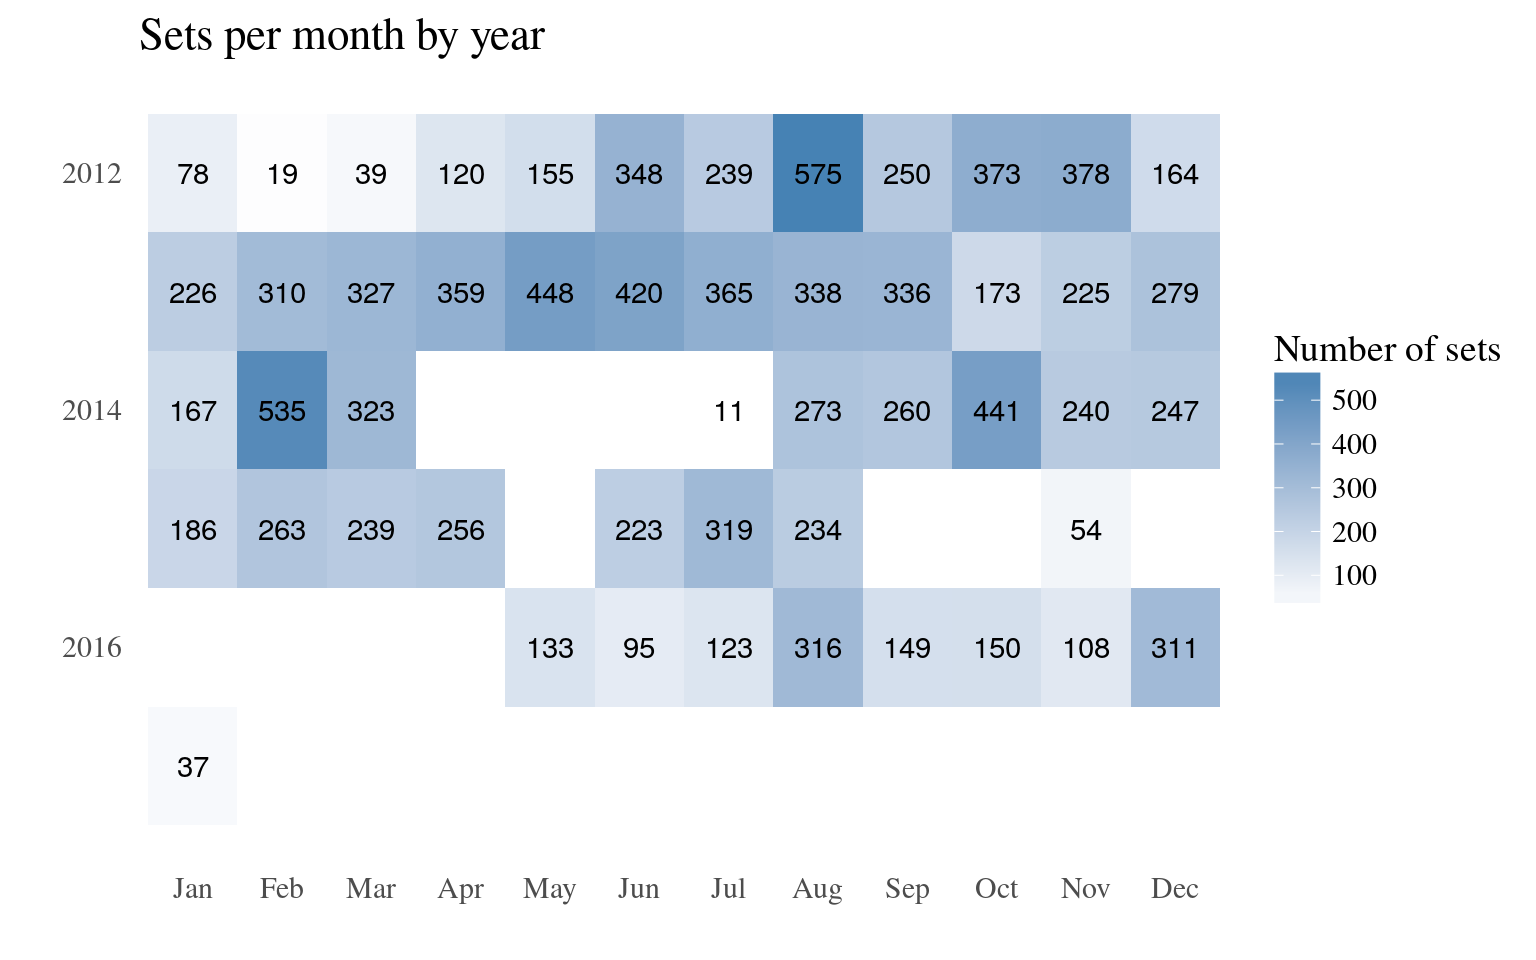 Sets per month by year
2012 78 19 39 120 155 348 239 575 250 373 378 164
226 310 327 359 448 420 365 338 336 173 225 279
2014 167 535 323 11 273 260 441 240 247
186 263 239 256 223 319 234 54
2016 133 95 123 316 149 150 108 311
37
Jan Feb Mar Apr May Jun Jul Aug Sep Oct Nov Dec
Number of sets
500
400
300
200
100